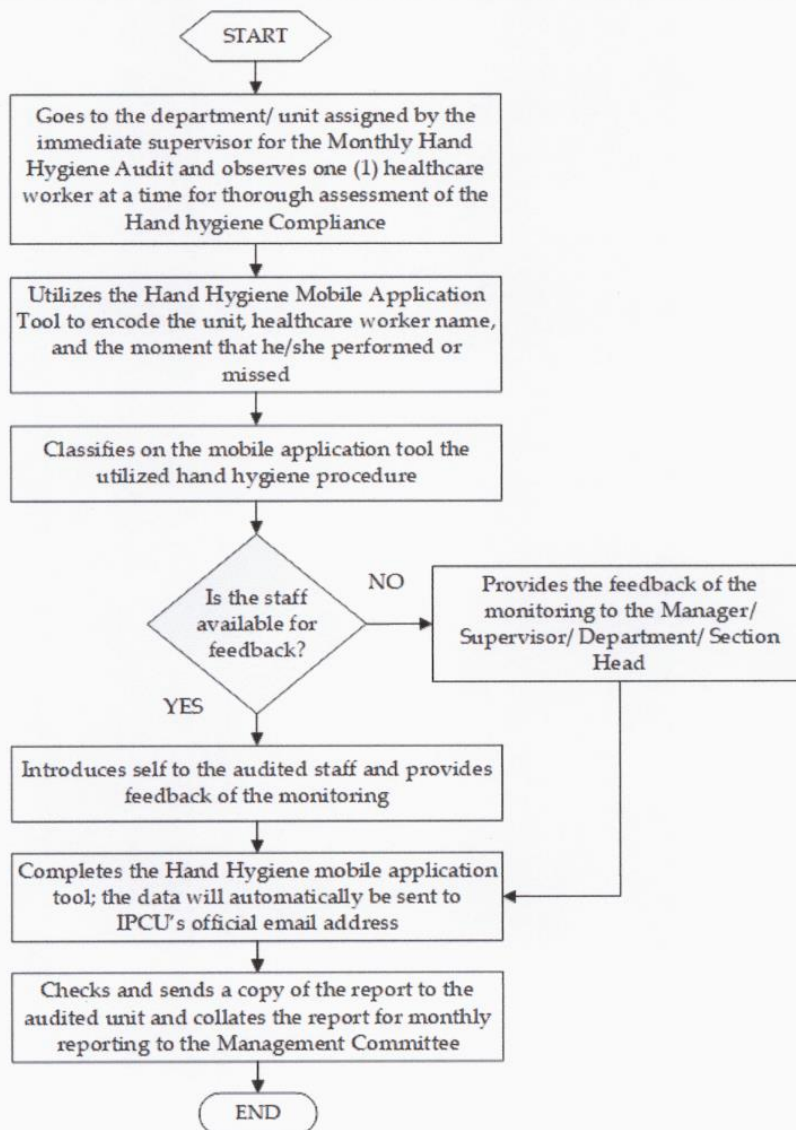 START
Goes to the department/ unit assigned by the
immediate supervisor for the Monthly Hand
Hygiene Audit and observes one (1) healthcare
worker at a time for thorough assessment of the
Hand hygiene Compliance
Utilizes the Hand Hygiene Mobile Application
Tool to encode the unit, healthcare worker name,
and the moment that he/she performed or
missed
Classifies on the mobile application tool the
utilized hand hygiene procedure
Is the staff
available for
feedback?
NO
Provides the feedback of the
monitoring to the Manager/
Supervisor/ Department/ Section
Head
YES
Introduces self to the audited staff and provides
feedback of the monitoring
Completes the Hand Hygiene mobile application
tool; the data will automatically be sent to
IPCU's official email address
Checks and sends a copy of the report to the
audited unit and collates the report for monthly
reporting to the Management Committee
END